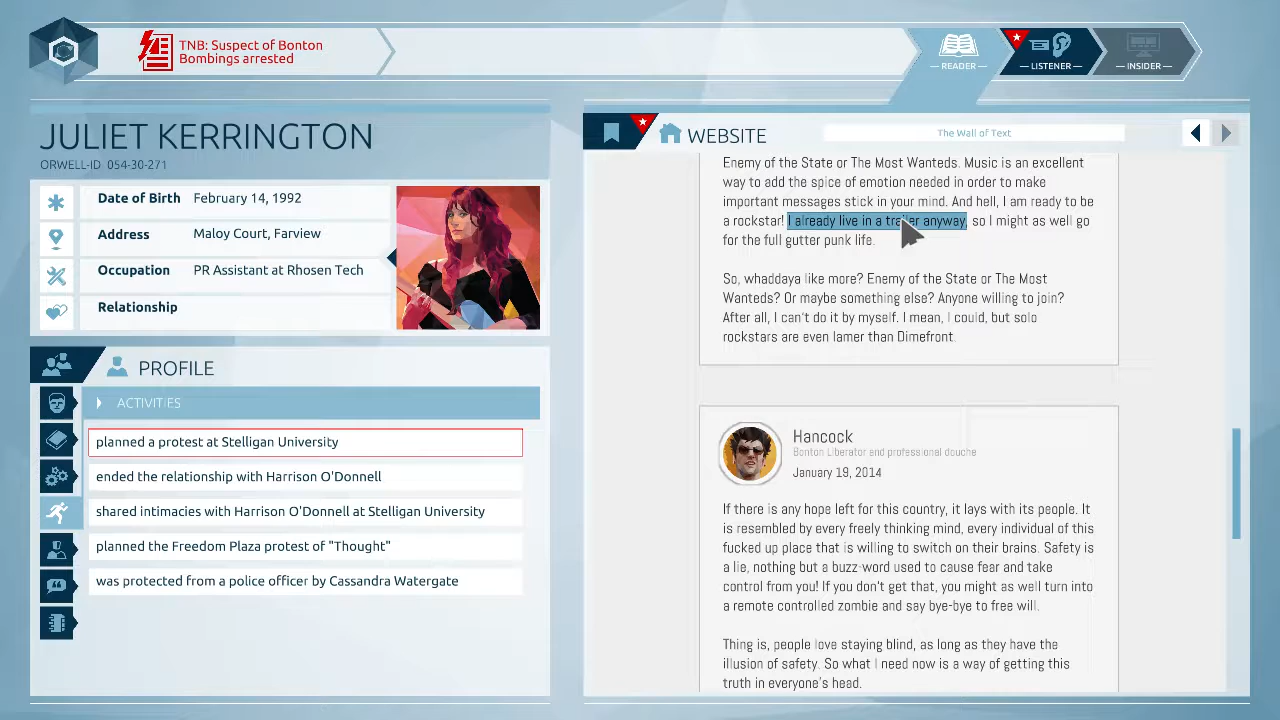 TNB: Suspect of Bonton
Bombings arrested
READER
LISTENER
INSIDER
JULIET KERRINGTON
ORWELL-ID 054-30-271
Date of Birth February 14, 1992
Address Maloy Court, Farview
Occupation PR Assistant at Rhosen Tech
Relationship
PROFILE
ACTIVITIES
planned a protest at Stelligan University
ended the relationship with Harrison O'Donnell
shared intimacies with Harrison O'Donnell at Stelligan University
planned the Freedom Plaza protest of "Thought"
was protected from a police officer by Cassandra Watergate
WEBSITE
The Wall of Text
Enemy of the State or The Most Wanteds. Music is an excellent
way to add the spice of emotion needed in order to make
important messages stick in your mind. And hell, I am ready to be
a rockstar! I already live in a trailer anyway, so I might as well go
for the full gutter punk life.
So, whaddaya like more? Enemy of the State or The Most
Wanteds? Or maybe something else? Anyone willing to join?
After all, I can't do it by myself. I mean, I could, but solo
rockstars are even lamer than Dimefront.
Hancock
Bonton Liberator and professional douche
January 19, 2014
If there is any hope left for this country, it lays with its people. It
is resembled by every freely thinking mind, every individual of this
fucked up place that is willing to switch on their brains. Safety is
a lie, nothing but a buzz-word used to cause fear and take
control from you! If you don't get that, you might as well turn into
a remote controlled zombie and say bye-bye to free will.
Thing is, people love staying blind, as long as they have the
illusion of safety. So what I need now is a way of getting this
truth in everyone's head.